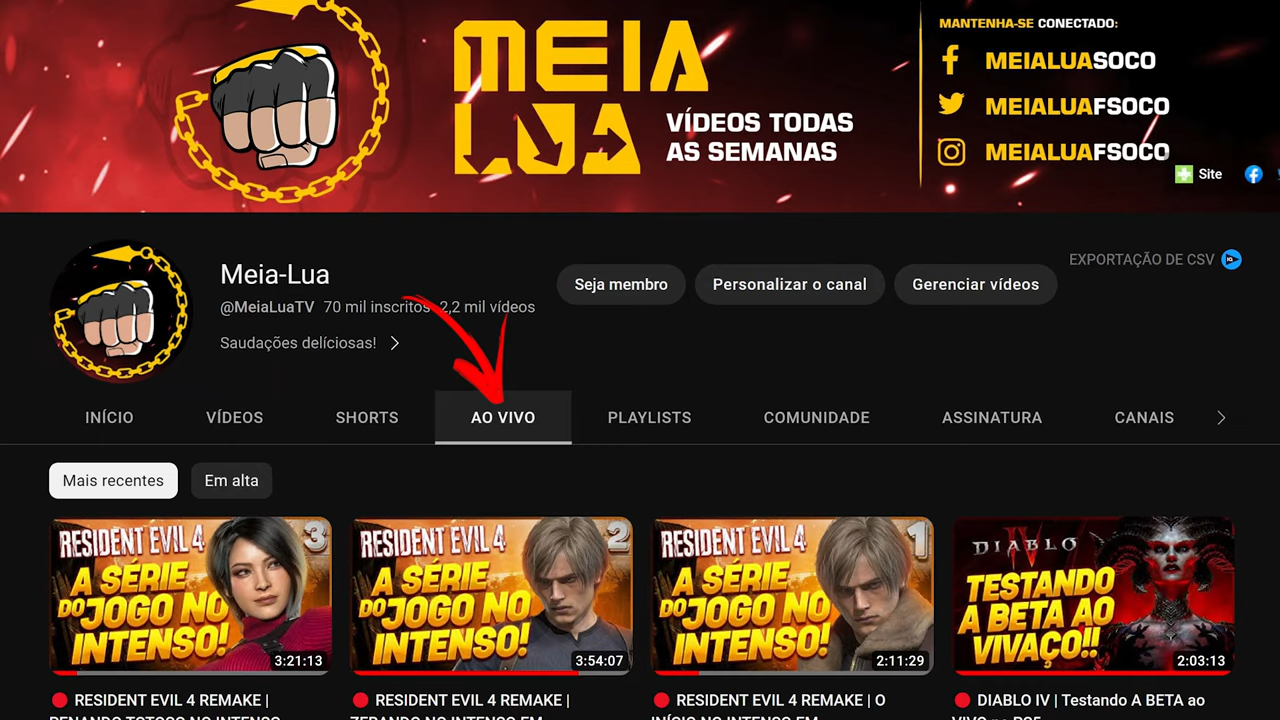 MEIA
LUA
VÍDEOS TODAS
AS SEMANAS
MANTENHA-SE CONECTADO:
MEIALUASOCO
MEIALUAFSOCO
MEIALUAFSOCO
Site
Meia-Lua
@MeiaLuaTV 70 mil inscritos 2,2 mil vídeos
Saudações delíciosas!
Seja membro
Personalizar o canal
Gerenciar vídeos
EXPORTAÇÃO DE CSV
INÍCIO VÍDEOS SHORTS AO VIVO PLAYLISTS COMUNIDADE ASSINATURA CANAIS
Mais recentes Em alta
RESIDENT EVIL 4 3
A SÉRIE
DO JOGO NO
INTENSO!
3:21:13
RESIDENT EVIL 4 2
A SÉRIE
DO JOGO NO
INTENSO!
3:54:07
RESIDENT EVIL 4 1
A SÉRIE
DO JOGO NO
INTENSO!
2:11:29
DIABLO IV
TESTANDO
A BETA AO
VIVAÇO!!
2:03:13
RESIDENT EVIL 4 REMAKE |
RESIDENT EVIL 4 REMAKE |
RESIDENT EVIL 4 REMAKE | O
DIABLO IV | Testando A BETA ao